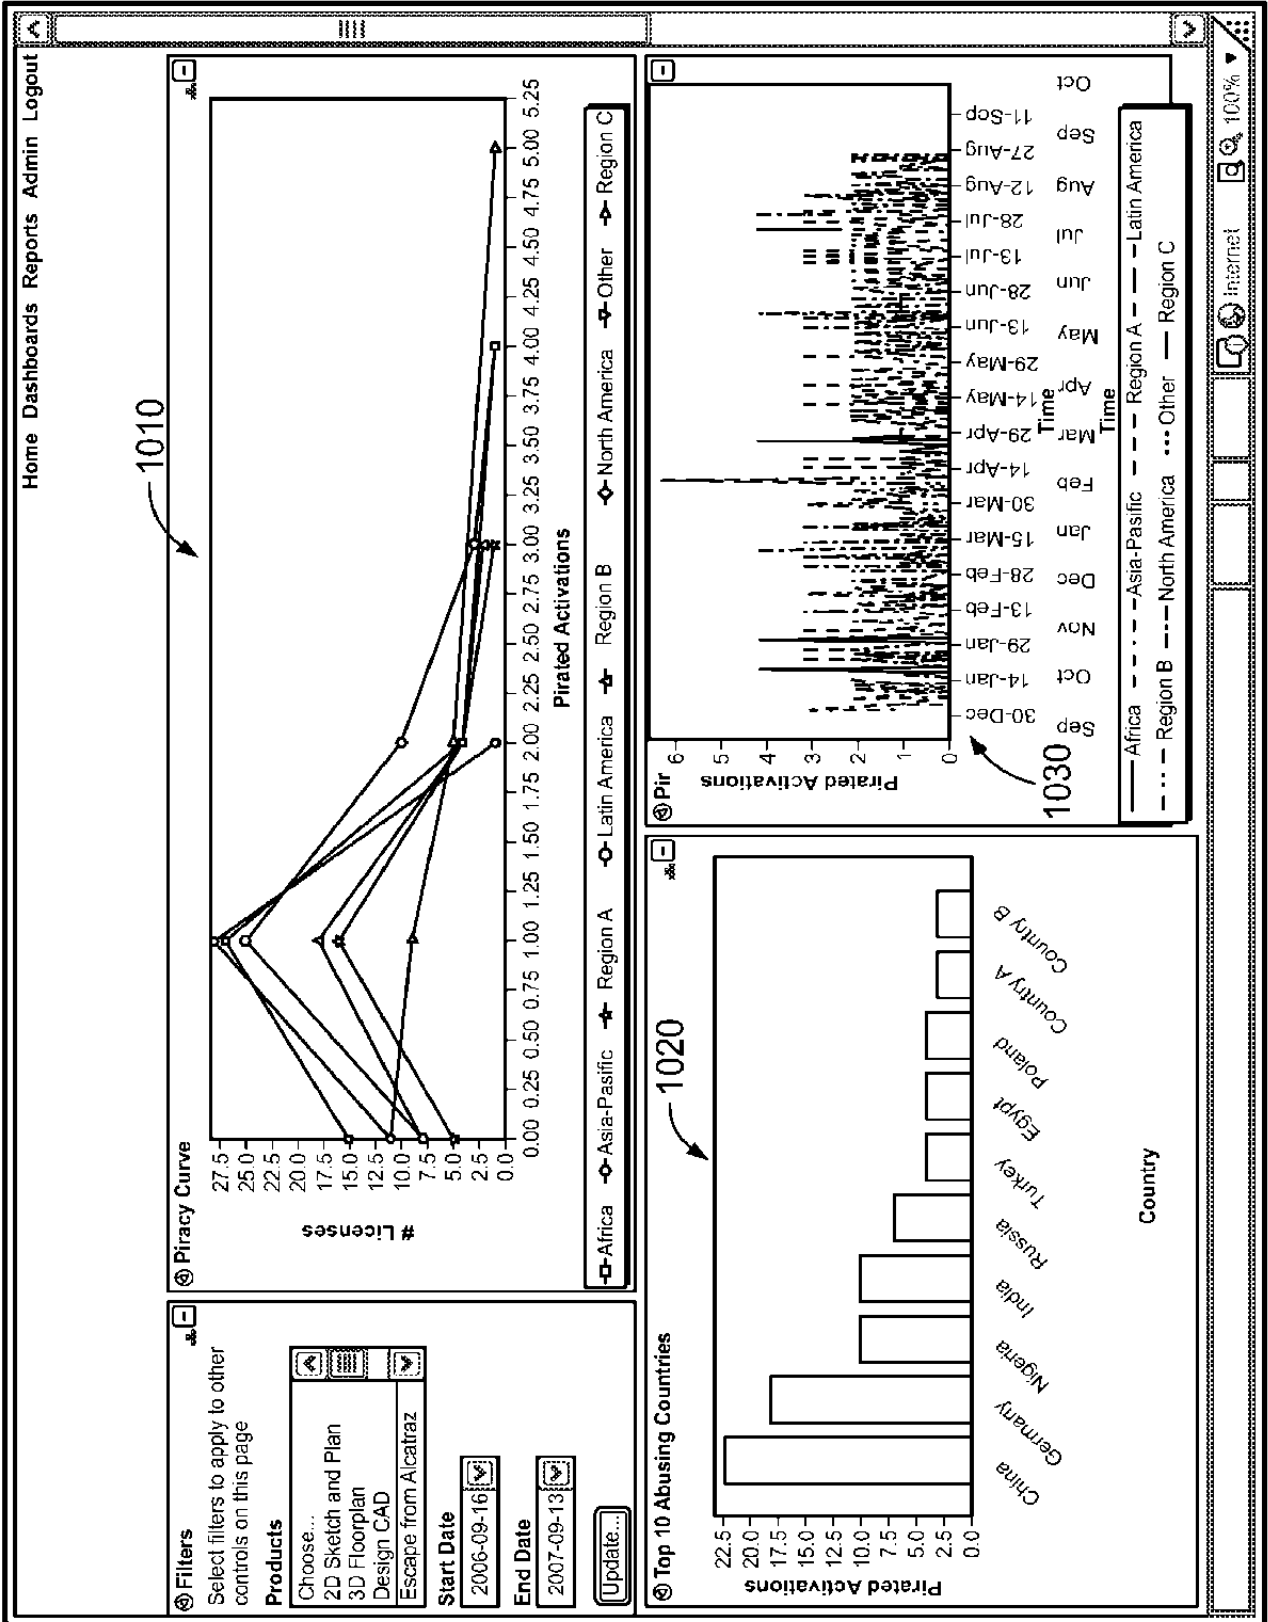 Home Dashboards Reports Admin Logout
Filters
Select filters to apply to other
controls on this page
Products
Choose...
2D Sketch and Plan
3D Floorplan
Design CAD
Escape from Alcatraz
Start Date
2006-09-16
End Date
2007-09-13
Update...
Piracy Curve
1010
# Licenses
27.5
25.0
22.5
20.0
17.5
15.0
12.5
10.0
7.5
5.0
2.5
0.0
0.00 0.25 0.50 0.75 1.00 1.25 1.50 1.75 2.00 2.25 2.50 2.75 3.00 3.25 3.50 3.75 4.00 4.25 4.50 4.75 5.00 5.25
Pirated Activations
Africa Asia-Pasific Region A Latin America Region B North America Other Region C
Top 10 Abusing Countries
1020
Pirated Activations
22.5
20.0
17.5
15.0
12.5
10.0
7.5
5.0
2.5
0.0
China Germany Nigeria India Russia Turkey Egypt Poland Country A Country B
Country
Pir
Pirated Activations
6
5
4
3
2
1
0
30-Dec 14-Jan 29-Jan 13-Feb 28-Feb 15-Mar 30-Mar 14-Apr 29-Apr 14-May 29-May 13-Jun 28-Jun 13-Jul 28-Jul 12-Aug 27-Aug 11-Sep
Time
Sep Oct Nov Dec Jan Feb Mar Apr May Jun Jul Aug Sep Oct
Time
1030
Africa Asia-Pasific Region A Latin America
Region B North America Other Region C
Internet 100%